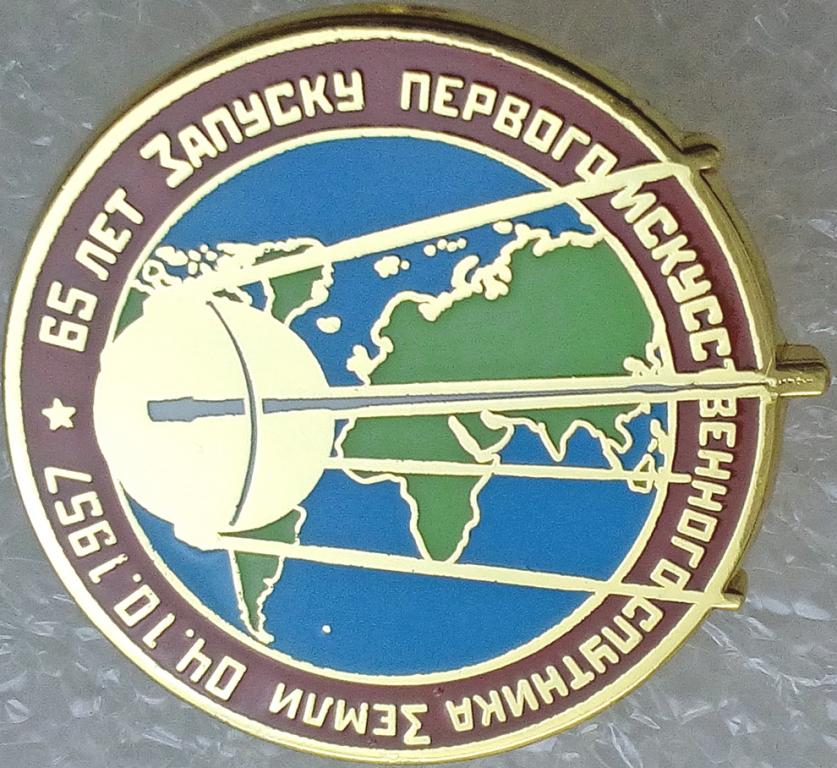 65 ЛЕТ ЗАПУСКУ ПЕРВОГО ИСКУССТВЕННОГО СПУТНИКА ЗЕМЛИ 04.10.1957